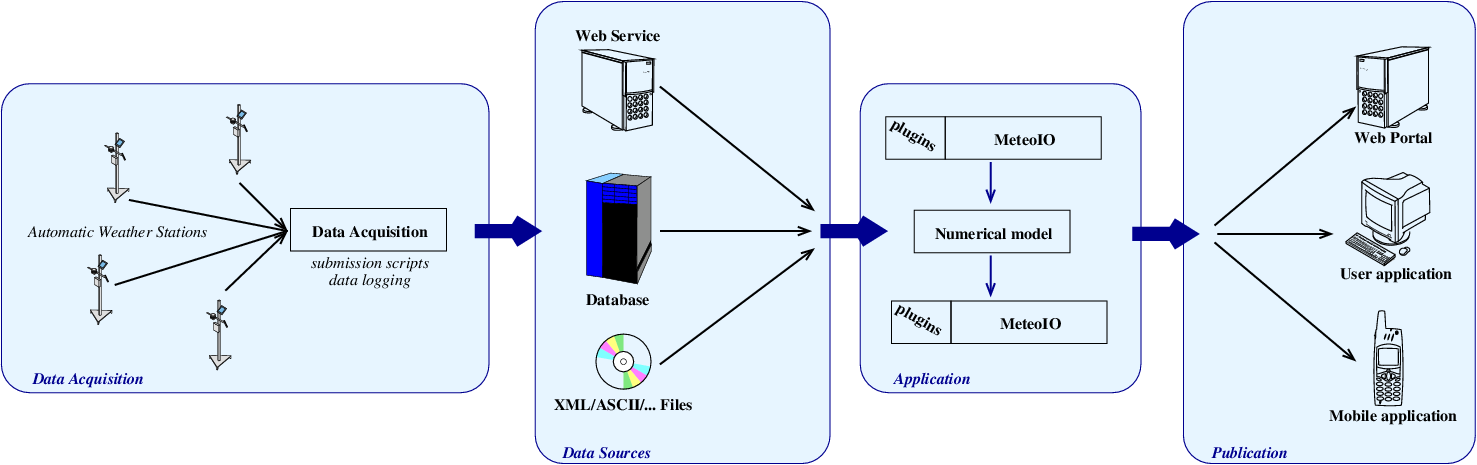 Automatic Weather Stations
Data Acquisition
submission scripts
data logging
Data Acquisition
Web Service
Database
XML/ASCII/... Files
Data Sources
plugins
MeteoIO
Numerical model
plugins
MeteoIO
Application
Web Portal
User application
Mobile application
Publication